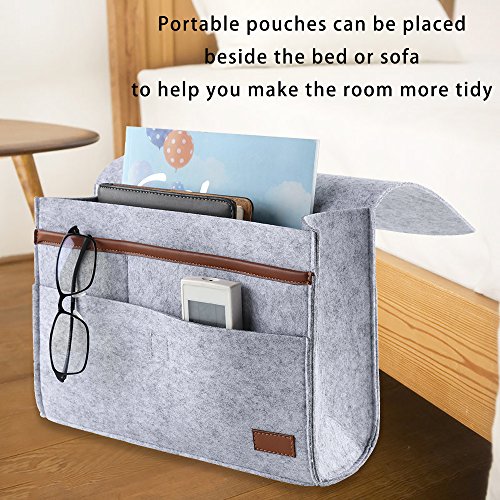 Portable pouches can be placed
beside the bed or sofa
to help you make the room more tidy